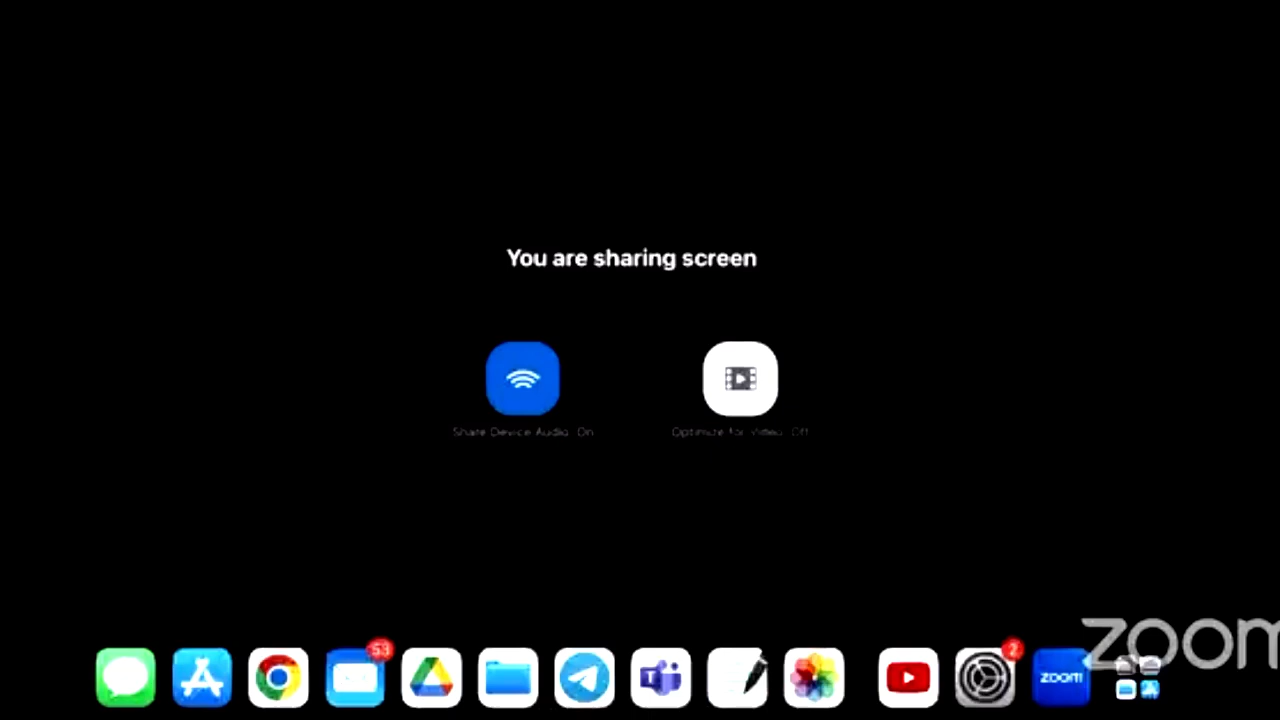 You are sharing screen
Share Device Audio: On
Optimize for Video: Off
53
2
zoom
zoom